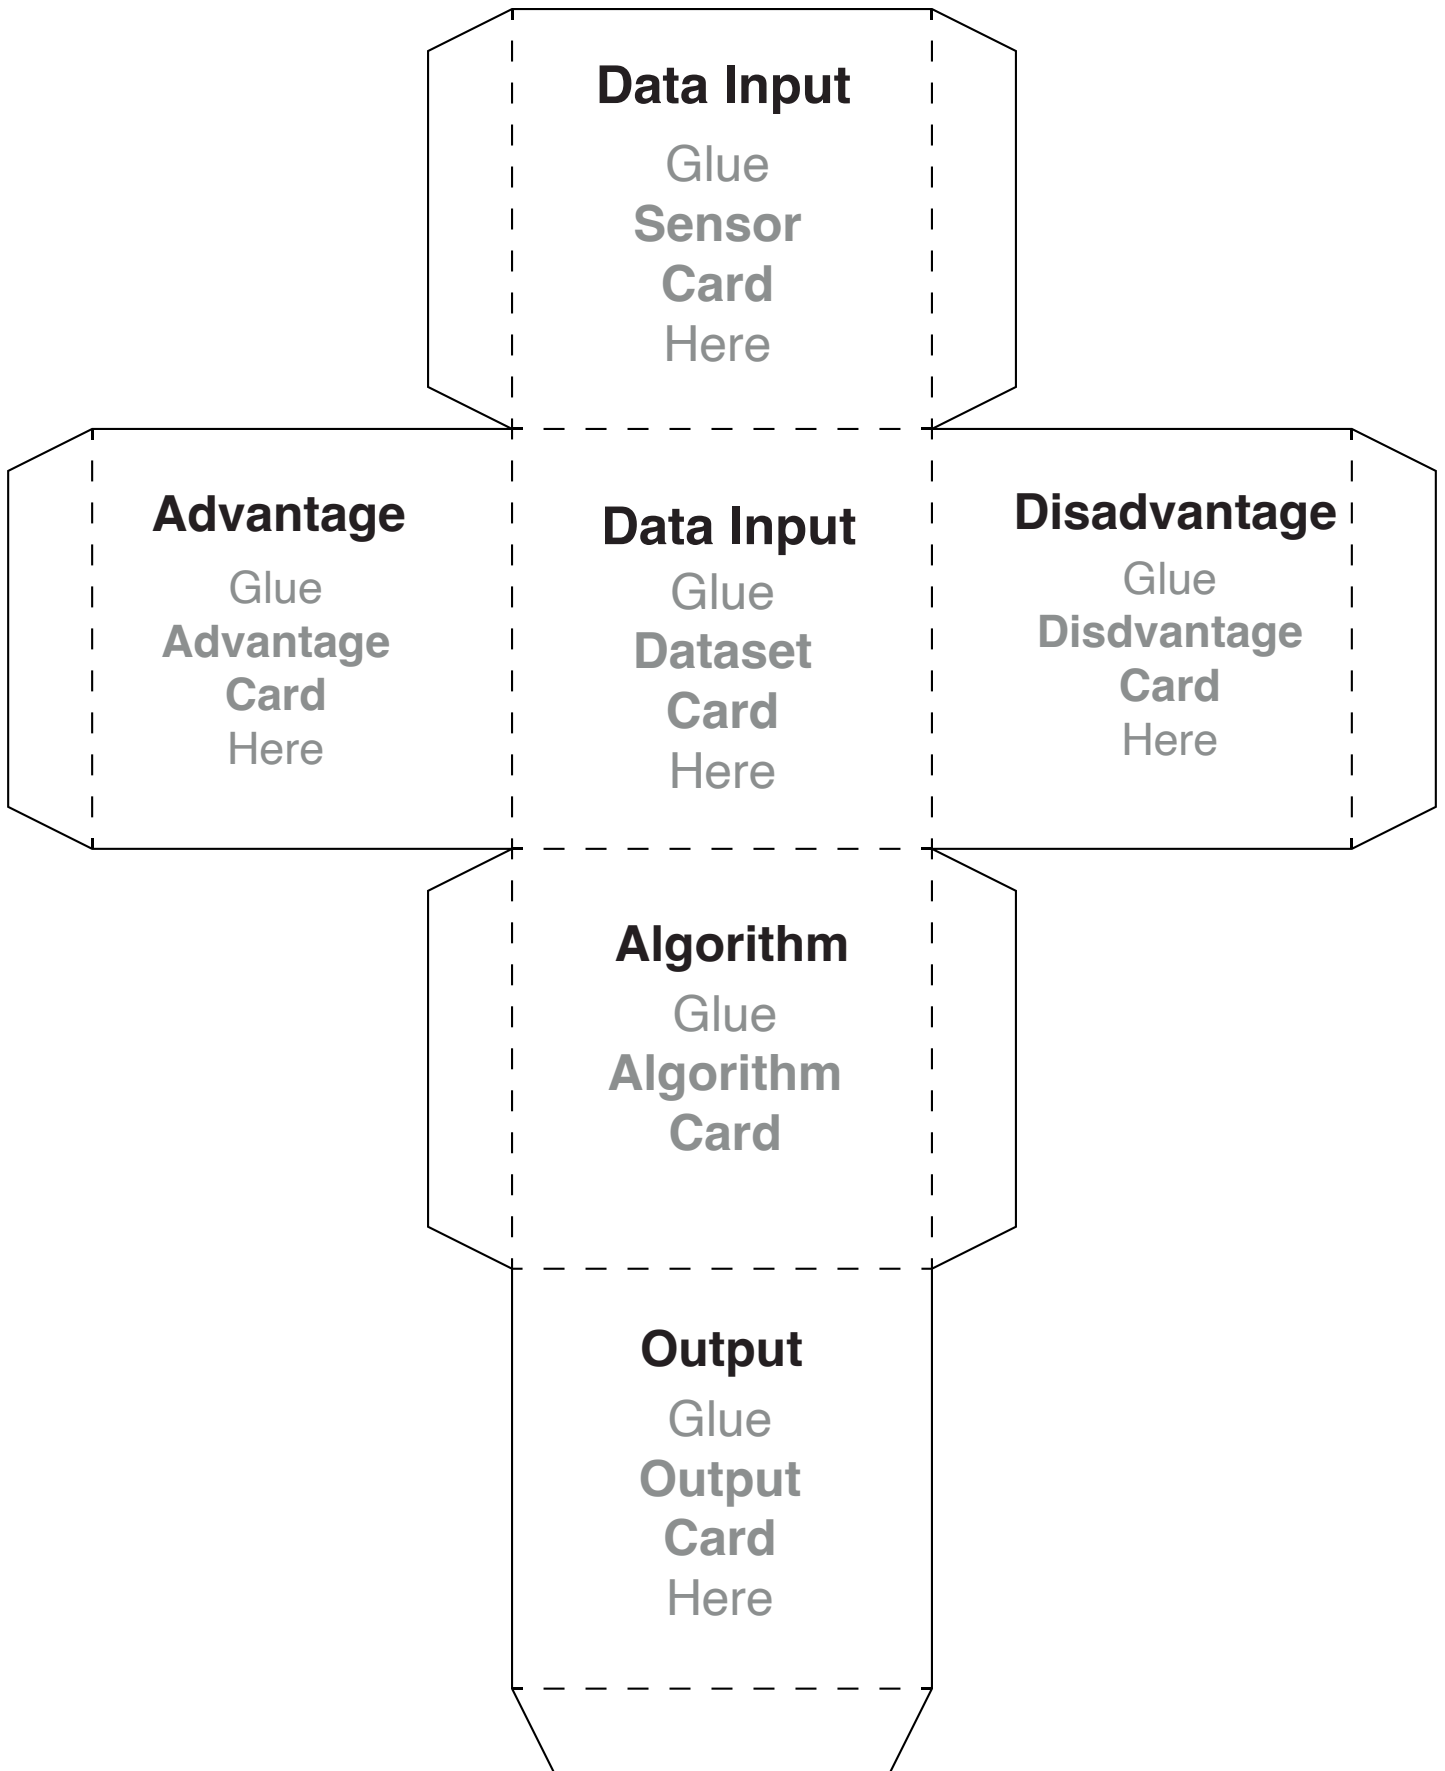 Data Input
Glue
Sensor
Card
Here
Advantage
Glue
Advantage
Card
Here
Data Input
Glue
Dataset
Card
Here
Disadvantage
Glue
Disdvantage
Card
Here
Algorithm
Glue
Algorithm
Card
Output
Glue
Output
Card
Here